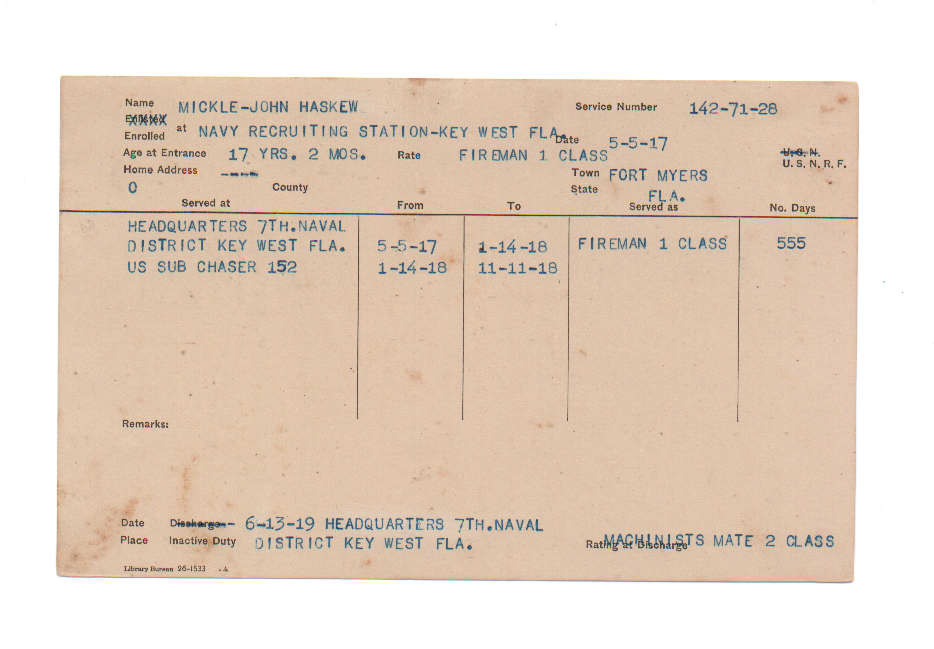 Name MICKLE-JOHN HASKEW Service Number 142-71-28
Enrolled at NAVY RECRUITING STATION-KEY WEST FLA. Date 5-5-17
Age at Entrance 17 YRS. 2 MOS. Rate FIREMAN 1 CLASS U. S. N.
U. S. N. R. F.
Home Address ---- Town FORT MYERS
O County State FLA.
Served at From To Served as No. Days
HEADQUARTERS 7TH.NAVAL
DISTRICT KEY WEST FLA. 5-5-17 1-14-18 FIREMAN 1 CLASS 555
US SUB CHASER 152 1-14-18 11-11-18
Remarks:
Date Discharge- 6-13-19 HEADQUARTERS 7TH.NAVAL
Place Inactive Duty DISTRICT KEY WEST FLA. Rating at Discharge MACHINISTS MATE 2 CLASS
Library Bureau 26-1533